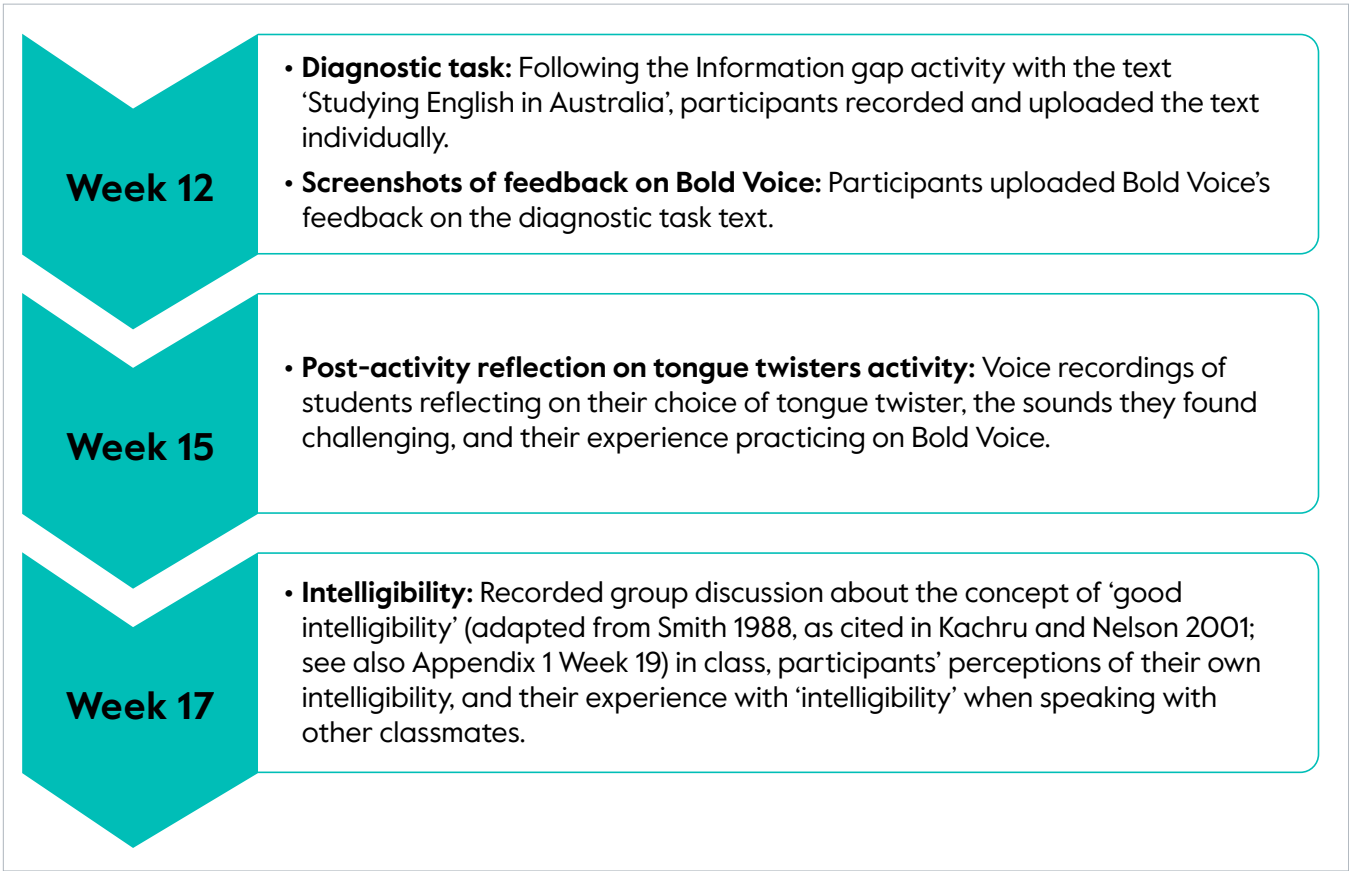 Week 12
• Diagnostic task: Following the Information gap activity with the text
‘Studying English in Australia’, participants recorded and uploaded the text
individually.
• Screenshots of feedback on Bold Voice: Participants uploaded Bold Voice’s
feedback on the diagnostic task text.
Week 15
• Post-activity reflection on tongue twisters activity: Voice recordings of
students reflecting on their choice of tongue twister, the sounds they found
challenging, and their experience practicing on Bold Voice.
Week 17
• Intelligibility: Recorded group discussion about the concept of ‘good
intelligibility’ (adapted from Smith 1988, as cited in Kachru and Nelson 2001;
see also Appendix 1 Week 19) in class, participants’ perceptions of their own
intelligibility, and their experience with ‘intelligibility’ when speaking with
other classmates.